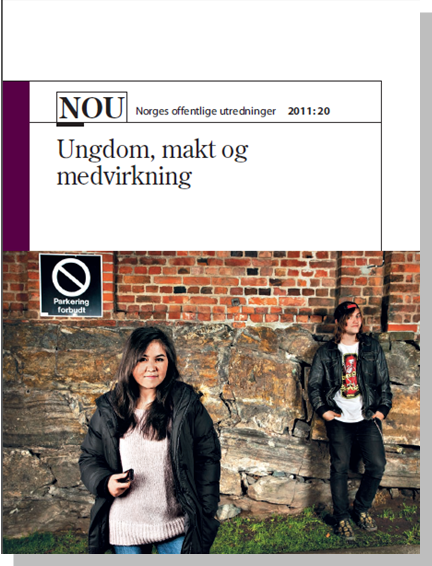 NOU Norges offentlige utredninger 2011: 20
Ungdom, makt og
medvirkning
Parkering
forbudt